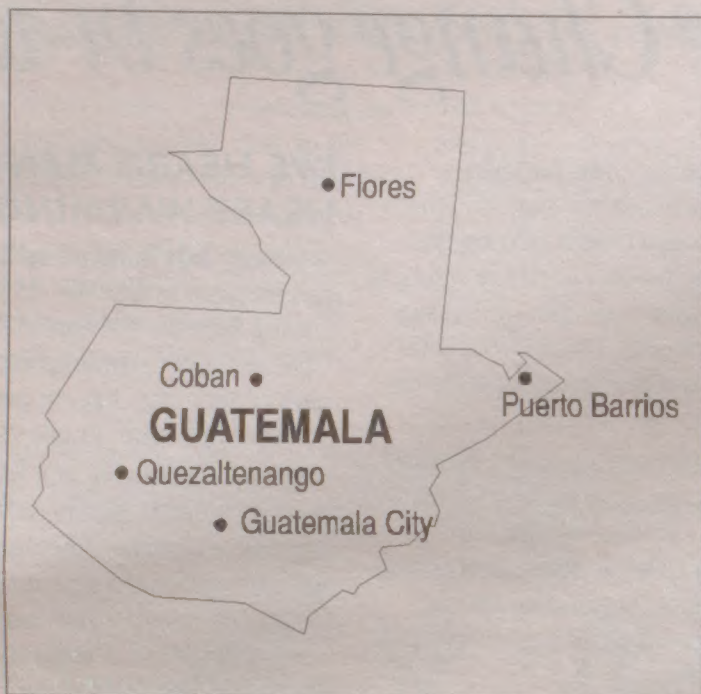 Flores
Coban
Puerto Barrios
GUATEMALA
Quezaltenango
Guatemala City